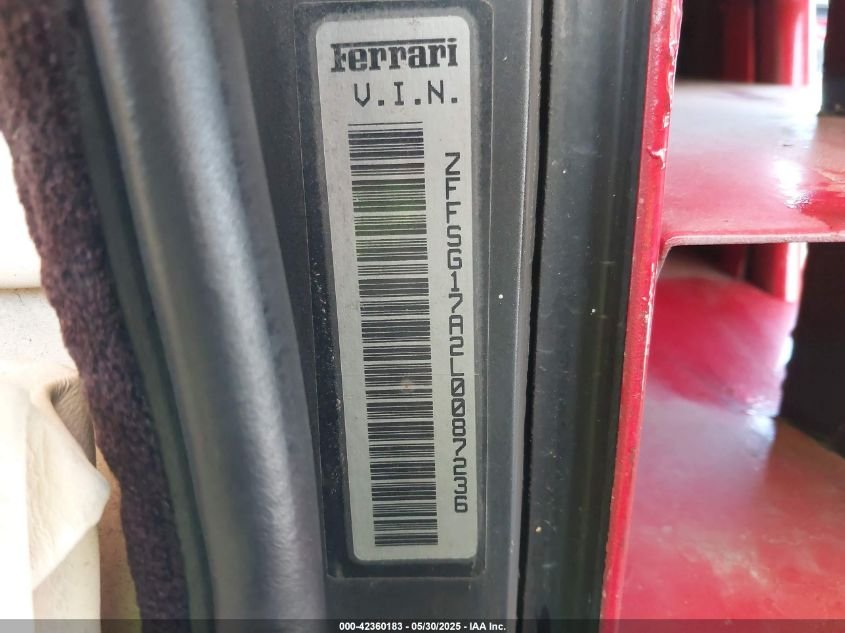 Ferrari
V.I.N.
ZFFSG17A2L0087236
000-42360183 - 05/30/2025 - IAA Inc.